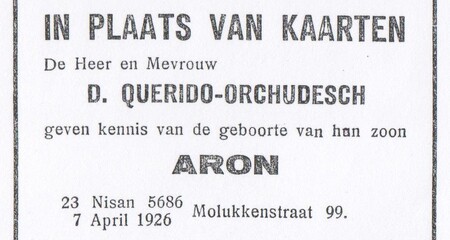 IN PLAATS VAN KAARTEN
De Heer en Mevrouw
D. QUERIDO-ORCHUDESCH
geven kennis van de geboorte van han zoon
ARON
23 Nisan 5686
7 April 1926 Molukkenstraat 99.